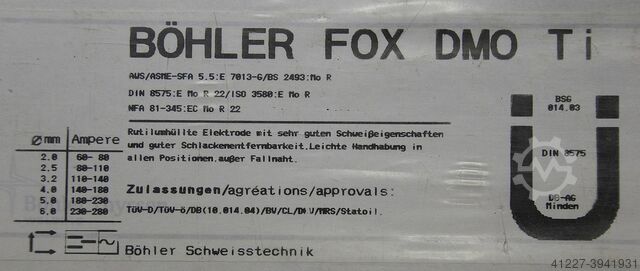 BÖHLER FOX DMO Ti
AWS/ASME-SFA 5.5:E 7013-G/BS 2493:Mo R
DIN 8575:E Mo R 22/ISO 3580:E Mo R
NFA 81-345:EC Mo R 22
Rutilumhüllte Elektrode mit sehr guten Schweißeigenschaften
und guter Schlackenentfernbarkeit.Leichte Handhabung in
allen Positionen.außer Fallnaht.
Zulassungen/agréations/approvals:
TÜV-D/TÜV-ö/DB(10.014.04)/BV/CL/DNV/MRS/Statoil.
Ø mm Ampere
2.0 60- 80
2.5 80-110
3.2 110-140
4.0 140-180
5.0 180-230
6.0 230-280
Böhler Schweisstechnik
BSG
014.03
DIN 8575
DB-AG
Minden
41227-3941931